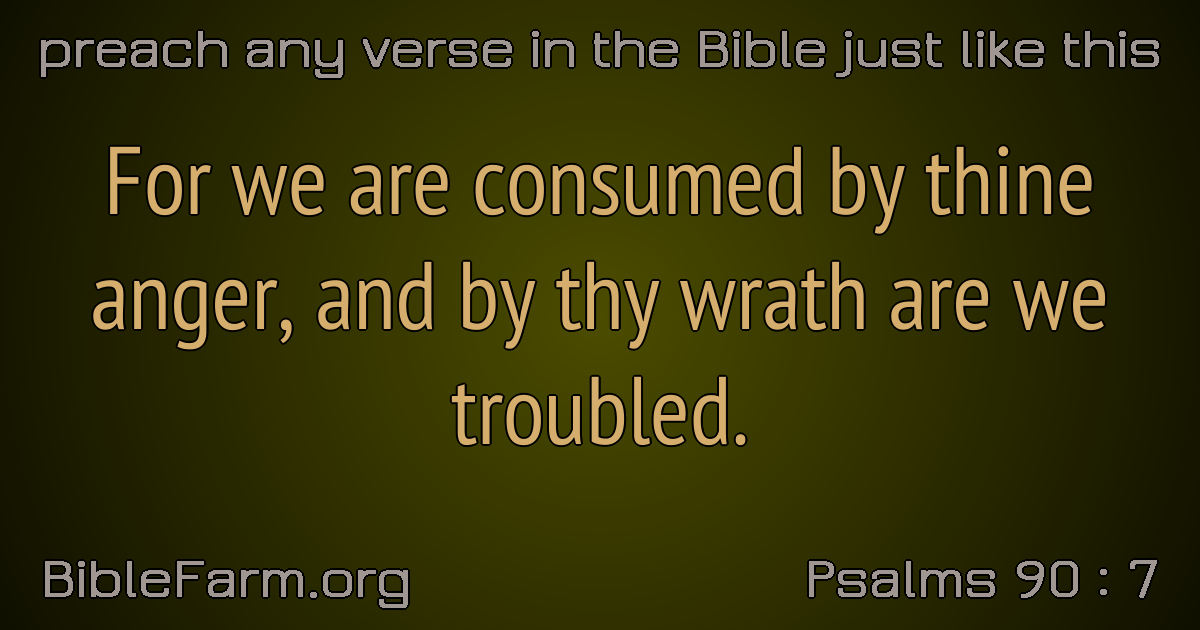 preach any verse in the Bible just like this
For we are consumed by thine
anger, and by thy wrath are we
troubled.
BibleFarm.org
Psalms 90 : 7